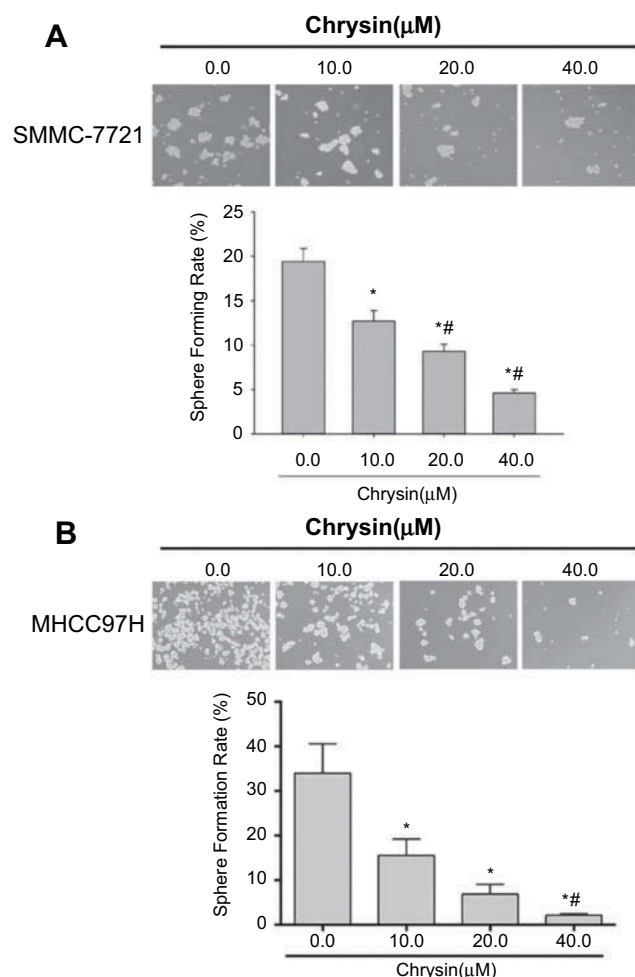 A
Chrysin(μM)
0.0 10.0 20.0 40.0
SMMC-7721
Sphere Forming Rate (%)
25
20
15
10
5
0
*
*#
*#
0.0 10.0 20.0 40.0
Chrysin(μM)
B
Chrysin(μM)
0.0 10.0 20.0 40.0
MHCC97H
Sphere Formation Rate (%)
50
40
30
20
10
0
*
*
*#
0.0 10.0 20.0 40.0
Chrysin(μM)